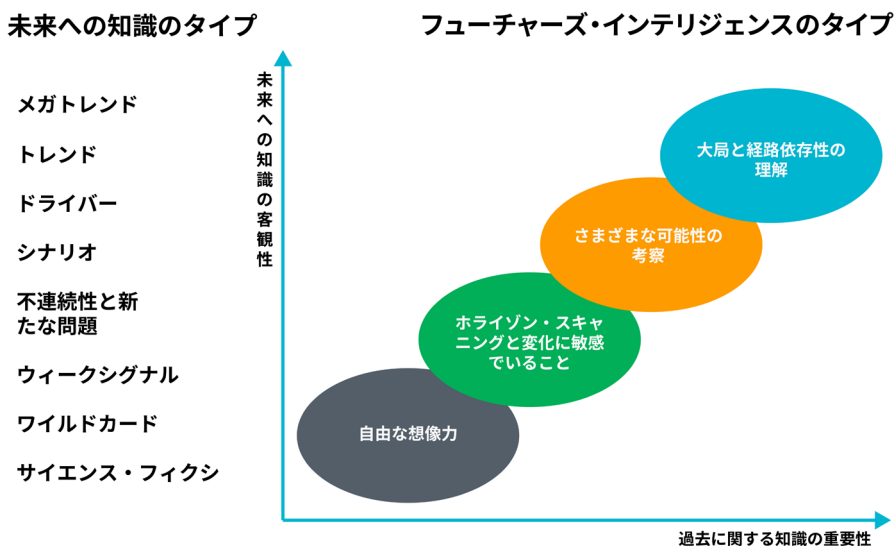 未来への知識のタイプ
フューチャーズ・インテリジェンスのタイプ
メガトレンド
トレンド
ドライバー
シナリオ
不連続性と新
たな問題
ウィークシグナル
ワイルドカード
サイエンス・フィクシ
未来への知識の客観性
大局と経路依存性の
理解
さまざまな可能性の
考察
ホライゾン・スキャ
ニングと変化に敏感
でいること
自由な想像力
過去に関する知識の重要性